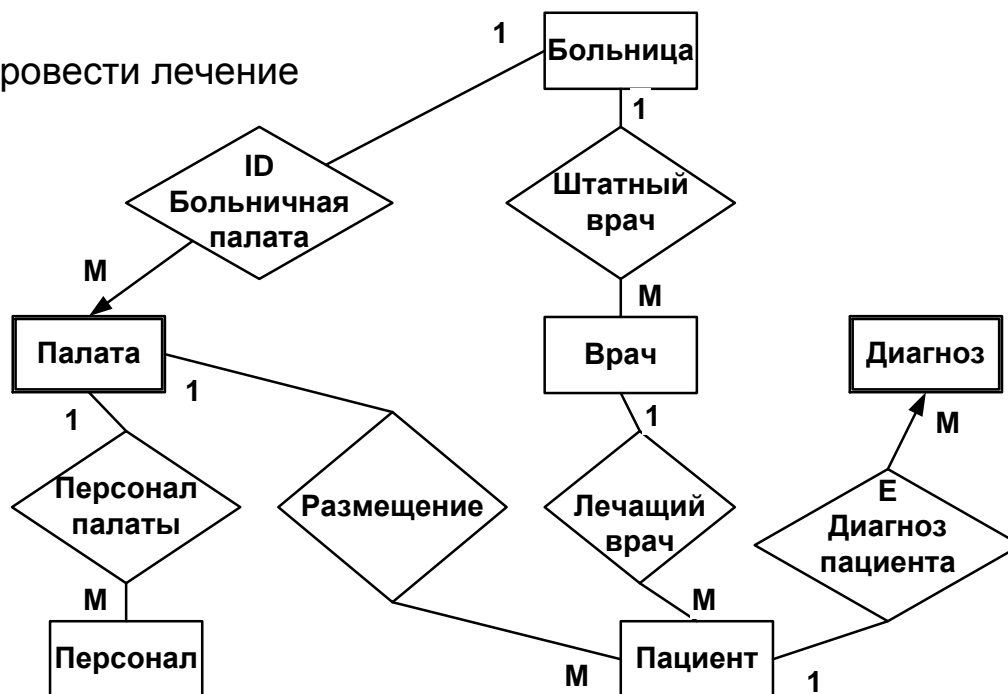 1
Больница
ровести лечение
1
ID
Больничная
палата
Штатный
врач
M
M
Палата
Врач
Диагноз
1
1
1
M
Персонал
палаты
Размещение
Лечащий
врач
E
Диагноз
пациента
M
M
Персонал
Пациент
M
1